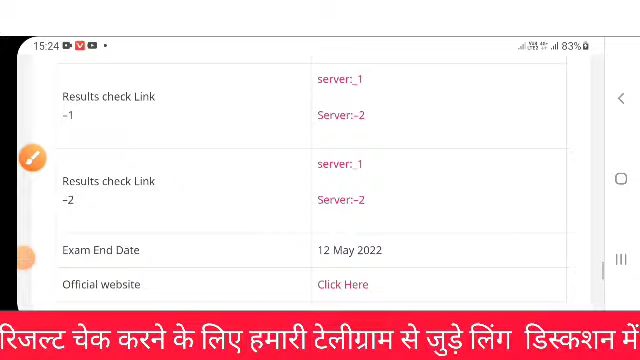 15:24 83%
server:_1
Results check Link
–1
Server:–2
server:_1
Results check Link
–2
Server:–2
Exam End Date 12 May 2022
Official website Click Here
रिजल्ट चेक करने के लिए हमारी टेलीग्राम से जुड़े लिंग डिस्कशन में